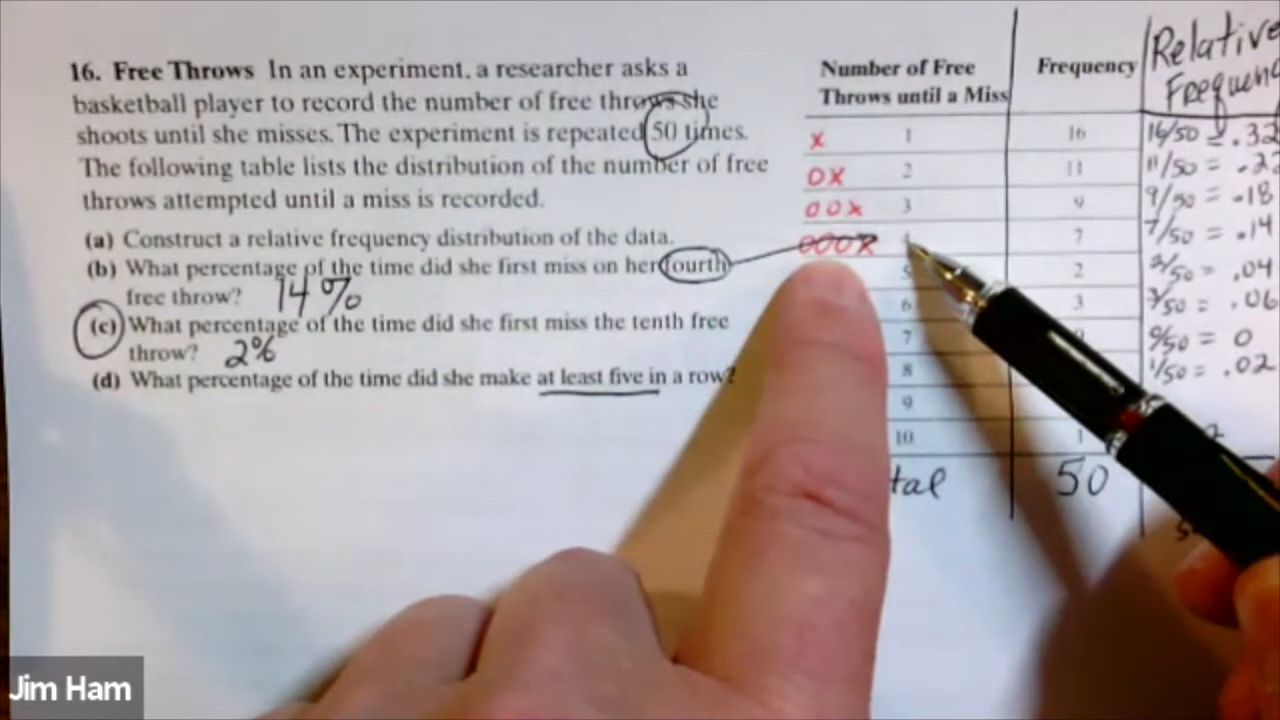 16. Free Throws In an experiment, a researcher asks a
basketball player to record the number of free throws she
shoots until she misses. The experiment is repeated 50 times.
The following table lists the distribution of the number of free
throws attempted until a miss is recorded.
(a) Construct a relative frequency distribution of the data.
(b) What percentage of the time did she first miss on her fourth
free throw? 14%
(c) What percentage of the time did she first miss the tenth free
throw? 2%
(d) What percentage of the time did she make at least five in a row?
Number of Free Frequency Relative
Throws until a Miss
x 1 16 16/50 = .32
ox 2 11 11/50 =
oox 3 9 9/50 = .18
ooox 7 7/50 = .14
2 2/50 = .04
6 3 3/50 = .06
7 0/50 = 0
8 1/50 = .02
9
10 1
50
Jim Ham